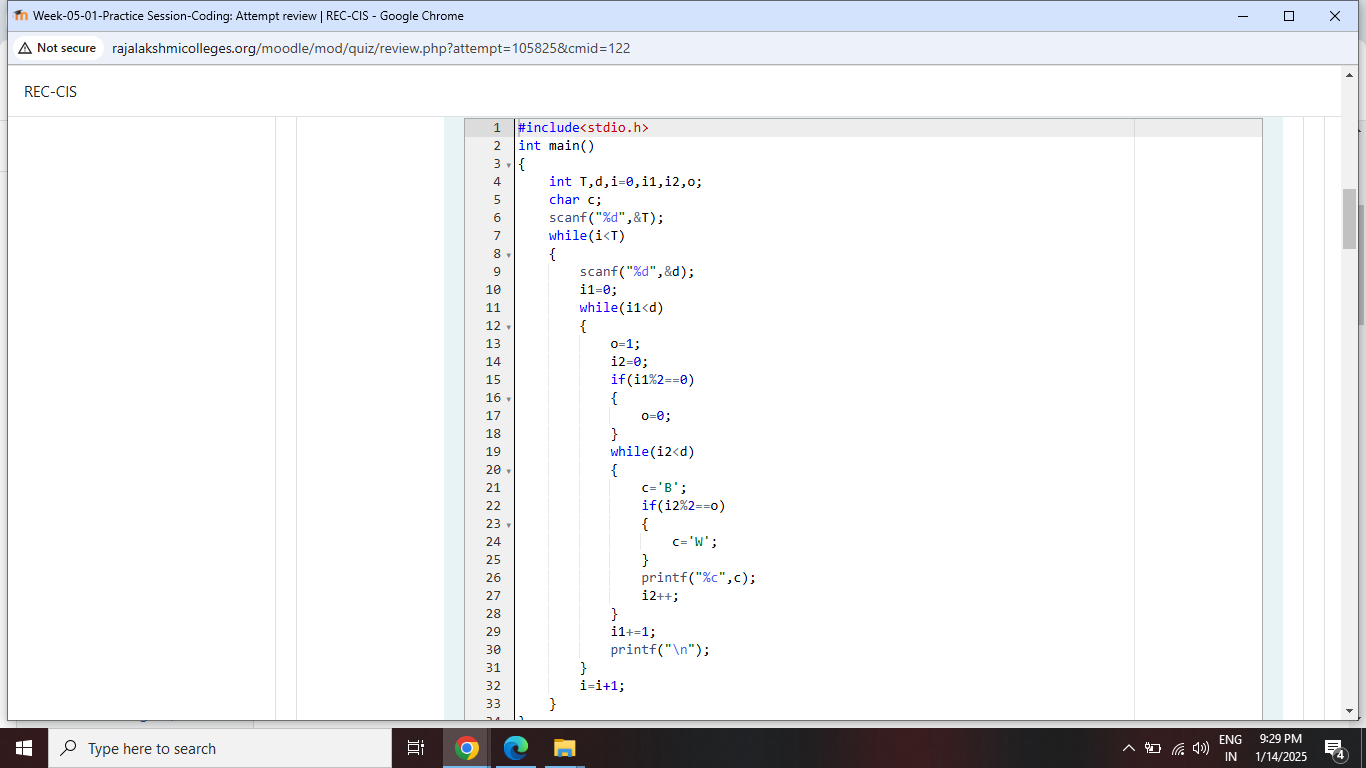 Week-05-01-Practice Session-Coding: Attempt review | REC-CIS - Google Chrome
Not secure rajalakshmicolleges.org/moodle/mod/quiz/review.php?attempt=105825&cmid=122
REC-CIS
1 #include<stdio.h>
2 int main()
3 {
4     int T,d,i=0,i1,i2,o;
5     char c;
6     scanf("%d",&T);
7     while(i<T)
8     {
9         scanf("%d",&d);
10         i1=0;
11         while(i1<d)
12         {
13             o=1;
14             i2=0;
15             if(i1%2==0)
16             {
17                 o=0;
18             }
19             while(i2<d)
20             {
21                 c='B';
22                 if(i2%2==o)
23                 {
24                     c='W';
25                 }
26                 printf("%c",c);
27                 i2++;
28             }
29             i1+=1;
30             printf("\n");
31         }
32         i=i+1;
33     }
34 }
Type here to search
ENG
IN
9:29 PM
1/14/2025
4